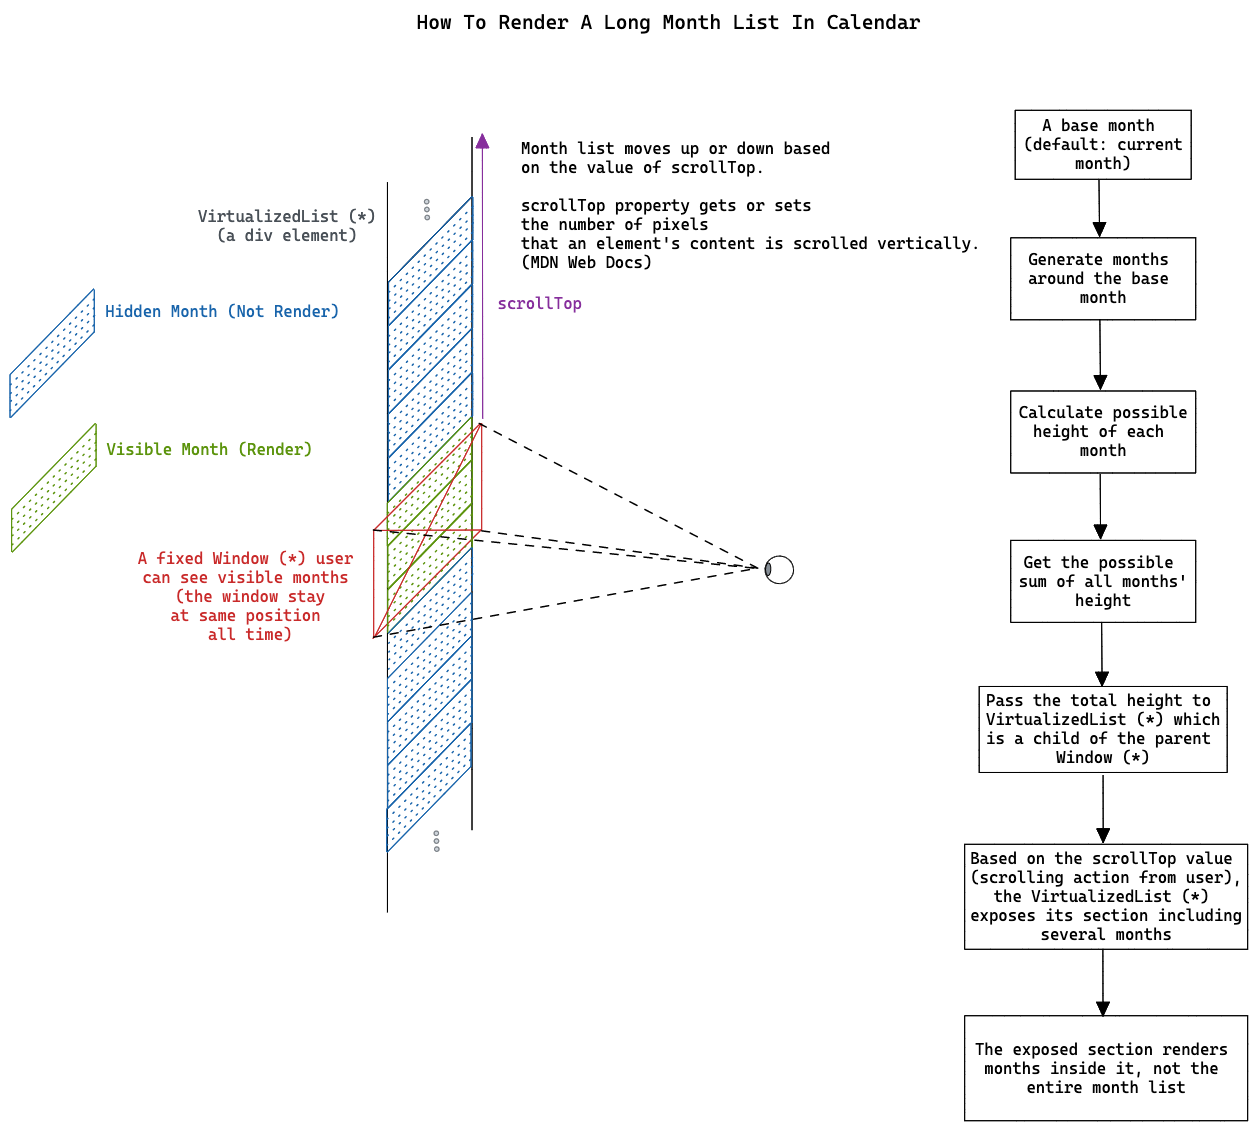 How To Render A Long Month List In Calendar
Month list moves up or down based
on the value of scrollTop.
scrollTop property gets or sets
the number of pixels
that an element's content is scrolled vertically.
(MDN Web Docs)
scrollTop
VirtualizedList (*)
(a div element)
Hidden Month (Not Render)
Visible Month (Render)
A fixed Window (*) user
can see visible months
(the window stay
at same position
all time)
A base month
(default: current
month)
Generate months
around the base
month
Calculate possible
height of each
month
Get the possible
sum of all months'
height
Pass the total height to
VirtualizedList (*) which
is a child of the parent
Window (*)
Based on the scrollTop value
(scrolling action from user),
the VirtualizedList (*)
exposes its section including
several months
The exposed section renders
months inside it, not the
entire month list